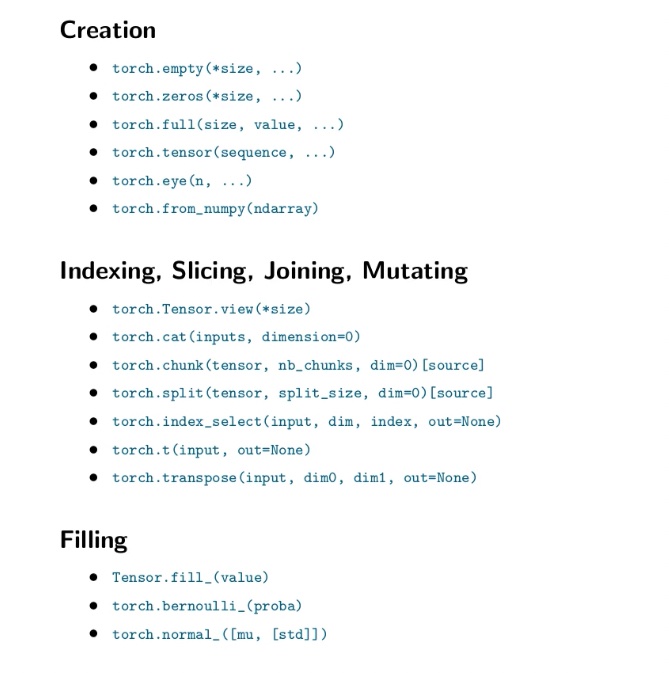 Creation
• torch.empty(*size, ...)
• torch.zeros(*size, ...)
• torch.full(size, value, ...)
• torch.tensor(sequence, ...)
• torch.eye(n, ...)
• torch.from_numpy(ndarray)
Indexing, Slicing, Joining, Mutating
• torch.Tensor.view(*size)
• torch.cat(inputs, dimension=0)
• torch.chunk(tensor, nb_chunks, dim=0)[source]
• torch.split(tensor, split_size, dim=0)[source]
• torch.index_select(input, dim, index, out=None)
• torch.t(input, out=None)
• torch.transpose(input, dim0, dim1, out=None)
Filling
• Tensor.fill_(value)
• torch.bernoulli_(proba)
• torch.normal_([mu, [std]])